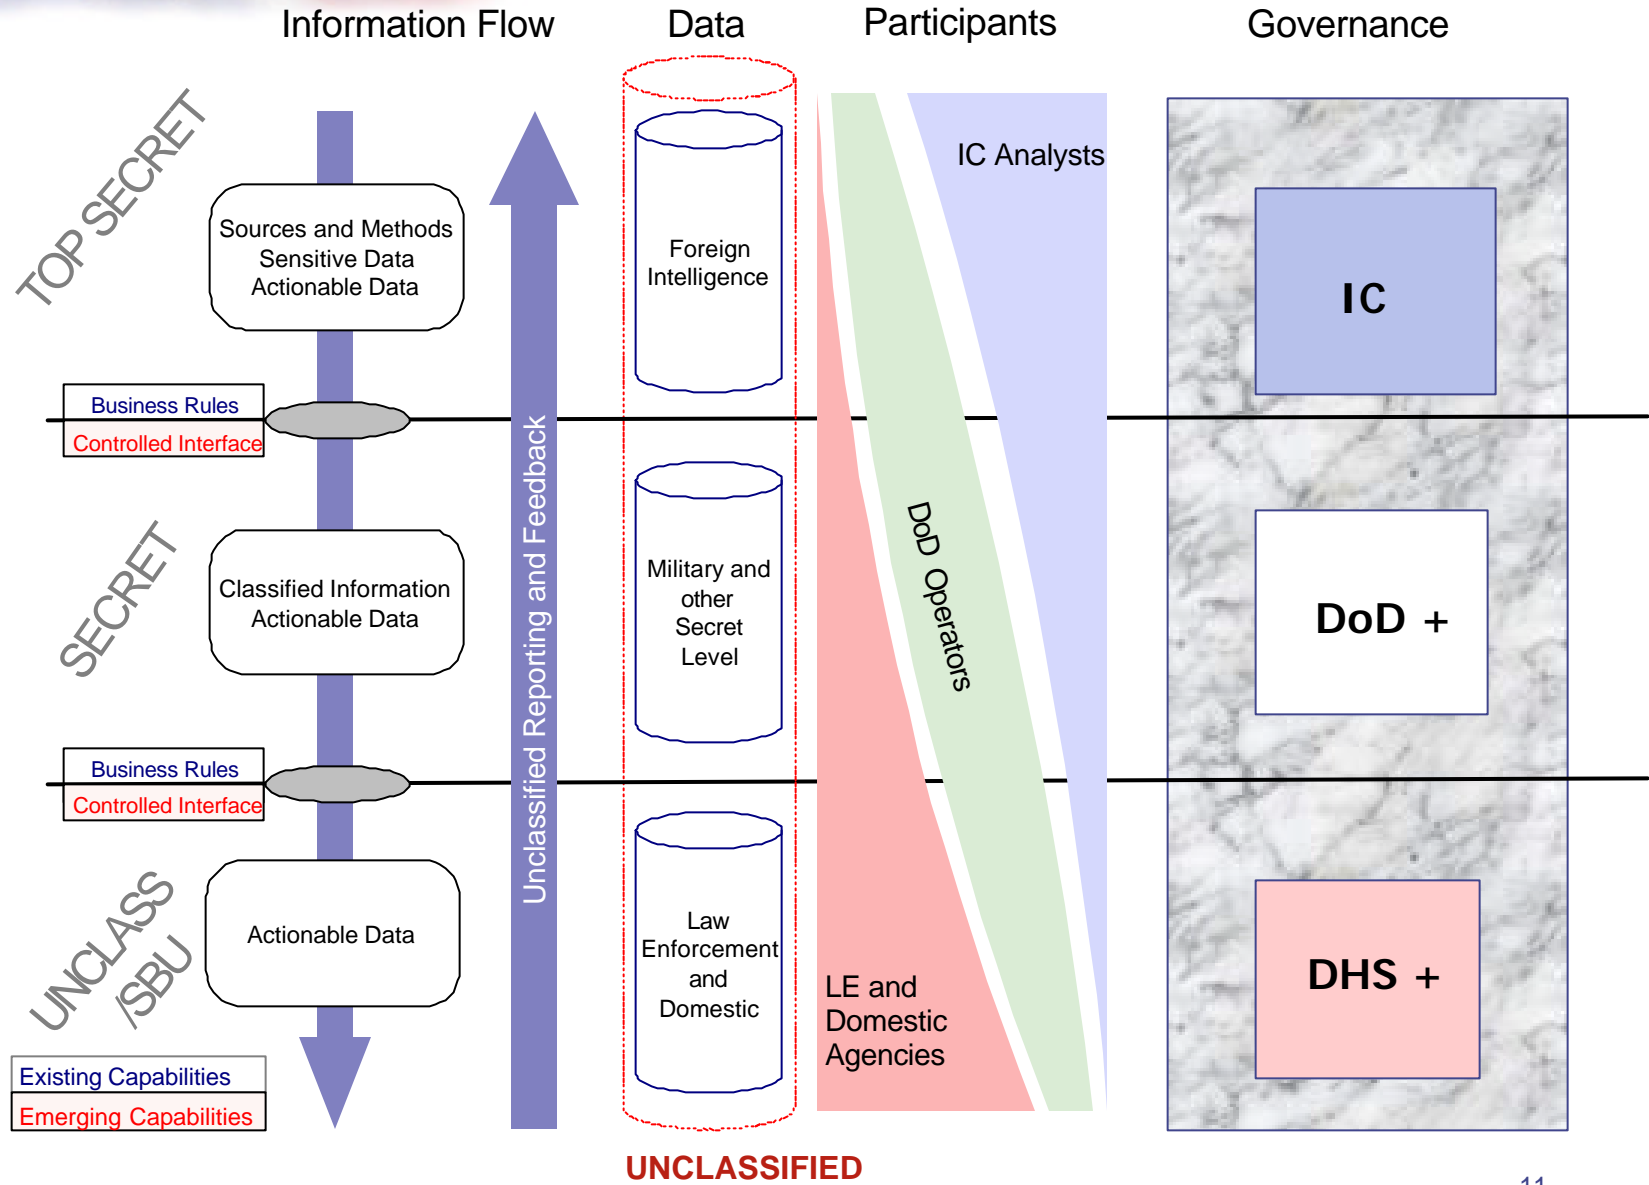 Information Flow
Data
Participants
Governance
TOP SECRET
Sources and Methods
Sensitive Data
Actionable Data
Foreign
Intelligence
IC Analysts
IC
Business Rules
Controlled Interface
Unclassified Reporting and Feedback
SECRET
Classified Information
Actionable Data
Military and
other
Secret
Level
DoD Operators
DoD +
Business Rules
Controlled Interface
UNCLASS
/SBU
Actionable Data
Law
Enforcement
and
Domestic
LE and
Domestic
Agencies
DHS +
Existing Capabilities
Emerging Capabilities
UNCLASSIFIED
11